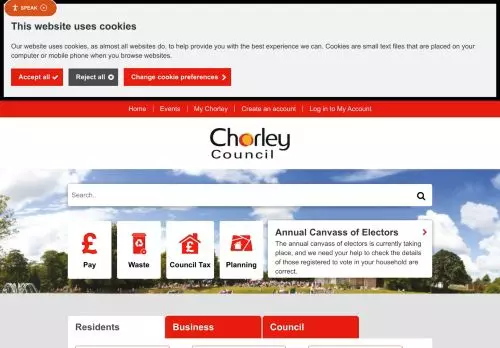 SPEAK
This website uses cookies
Our website uses cookies, as almost all websites do, to help provide you with the best experience we can. Cookies are small text files that are placed on your
computer or mobile phone when you browse websites.
Accept all Reject all Change cookie preferences
Home Events My Chorley Create an account Log in to My Account
Chorley
Council
Search...
Pay Waste Council Tax Planning
Annual Canvass of Electors
The annual canvass of electors is currently taking
place, and we need your help to check the details
of those registered to vote in your household are
correct.
Residents Business Council